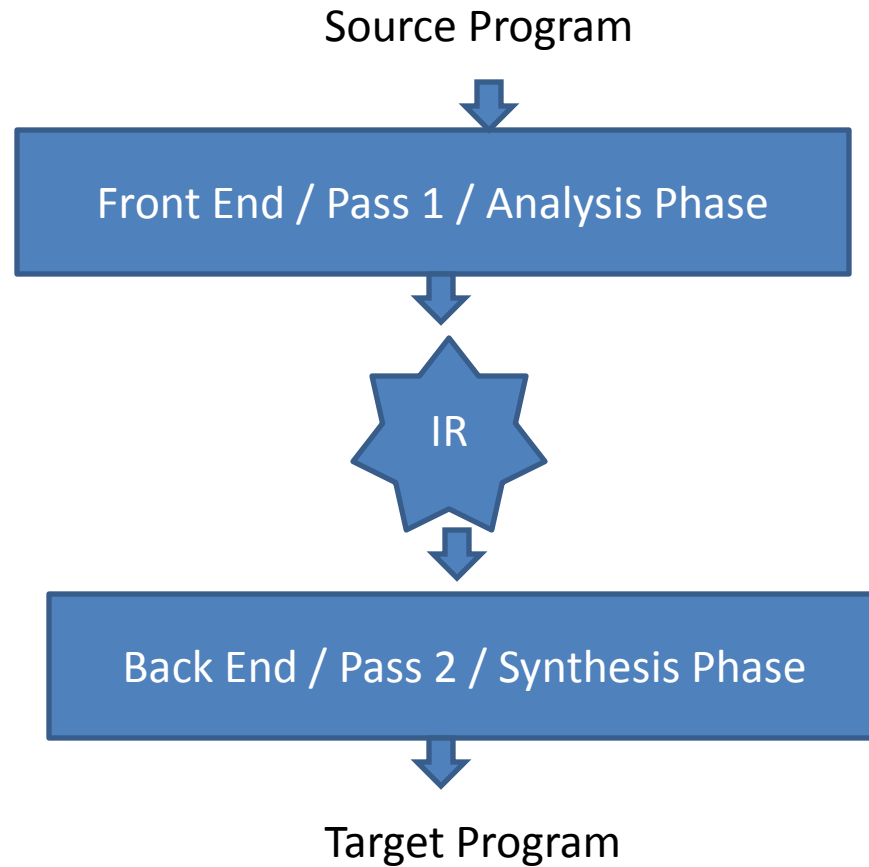 Source Program
Front End / Pass 1 / Analysis Phase
IR
Back End / Pass 2 / Synthesis Phase
Target Program